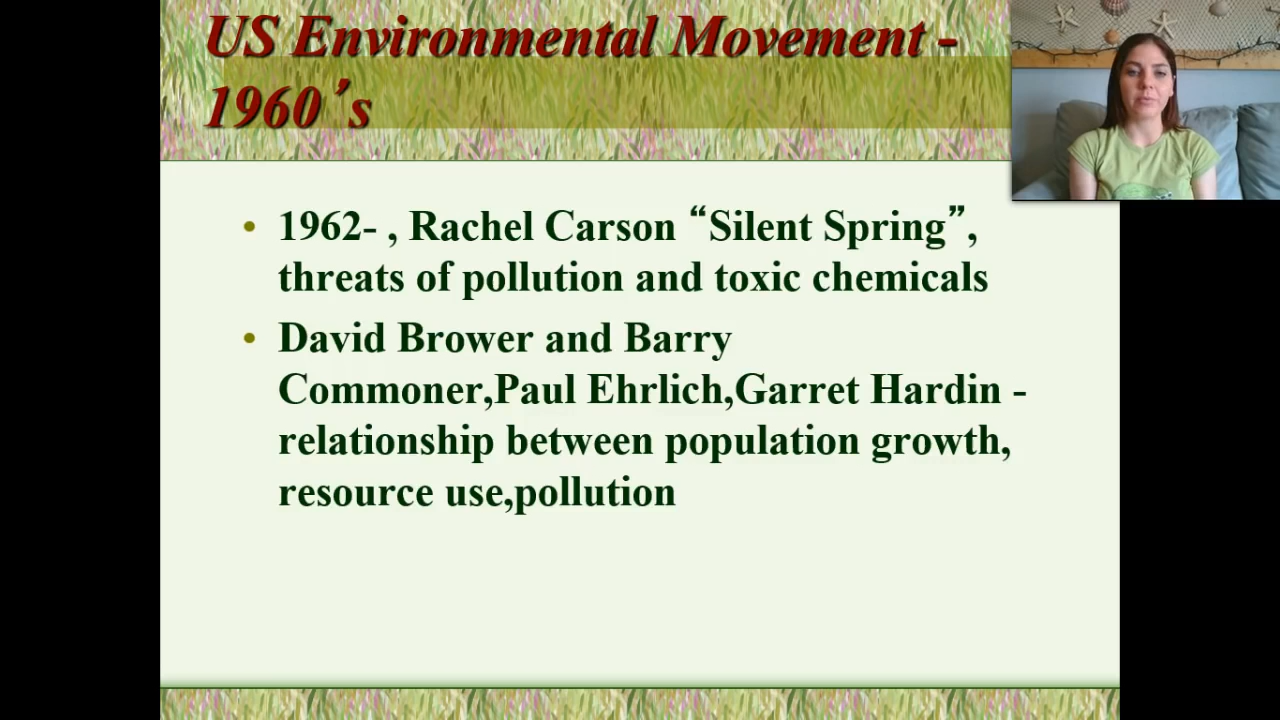 US Environmental Movement -
1960’s
• 1962- , Rachel Carson “Silent Spring”,
threats of pollution and toxic chemicals
• David Brower and Barry
Commoner,Paul Ehrlich,Garret Hardin -
relationship between population growth,
resource use,pollution